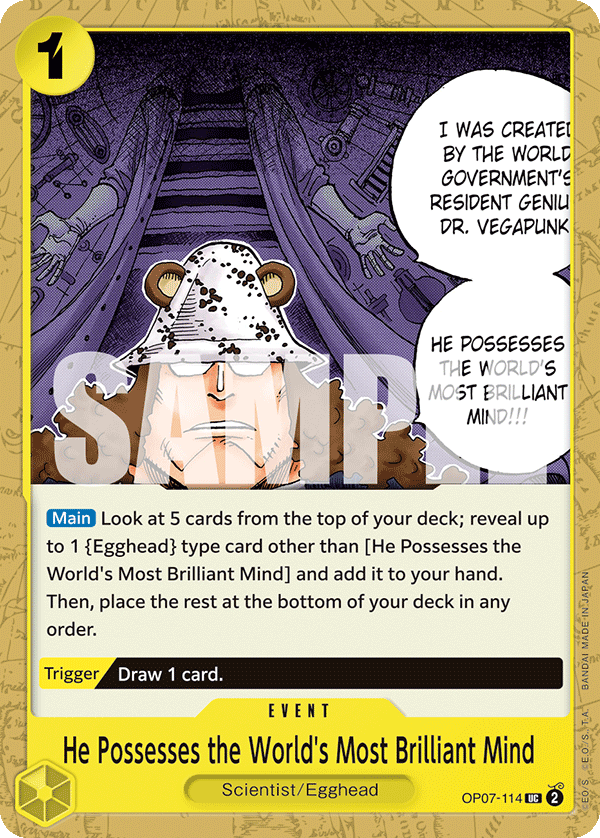 1
I WAS CREATED
BY THE WORLD
GOVERNMENT'S
RESIDENT GENIU
DR. VEGAPUNK
HE POSSESSES
THE WORLD'S
MOST BRILLIANT
MIND!!!
SAMPLE
Main Look at 5 cards from the top of your deck; reveal up
to 1 {Egghead} type card other than [He Possesses the
World's Most Brilliant Mind] and add it to your hand.
Then, place the rest at the bottom of your deck in any
order.
Trigger Draw 1 card.
EVENT
He Possesses the World's Most Brilliant Mind
Scientist/Egghead
OP07-114 UC 2
©E.O./S. ©E.O./S.,T.A. BANDAI MADE IN JAPAN